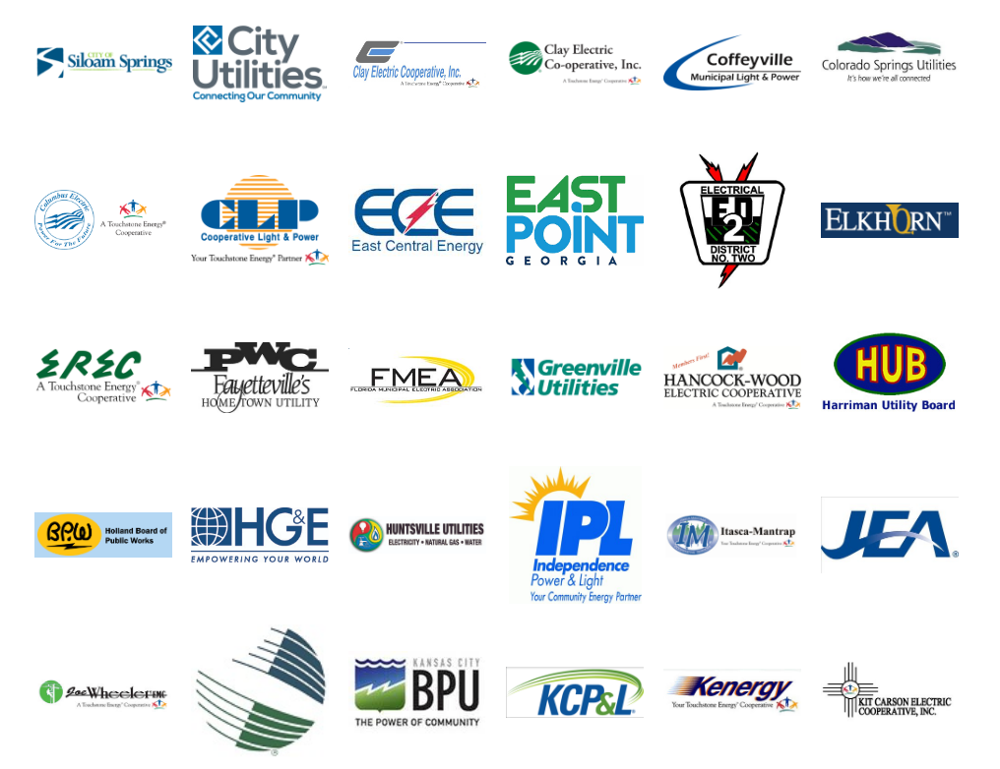 CITY OF
Siloam Springs
City
Utilities
Connecting Our Community
Clay Electric Cooperative, Inc.
A Touchstone Energy® Cooperative
Clay Electric
Co-operative, Inc.
A Touchstone Energy® Cooperative
Coffeyville
Municipal Light & Power
Colorado Springs Utilities
It's how we're all connected
Columbus Electric
Power For The Future
A Touchstone Energy®
Cooperative
CLP
Cooperative Light & Power
Your Touchstone Energy® Partner
ECE
East Central Energy
EAST
POINT
GEORGIA
ELECTRICAL
ED
2
DISTRICT
NO. TWO
ELKHORN™
EREC
A Touchstone Energy®
Cooperative
PWC
Fayetteville's
HOMETOWN UTILITY
FMEA
FLORIDA MUNICIPAL ELECTRIC ASSOCIATION
Greenville
Utilities
Members First!
HANCOCK-WOOD
ELECTRIC COOPERATIVE
A Touchstone Energy® Cooperative
HUB
Harriman Utility Board
BPW
Holland Board of
Public Works
HG&E
EMPOWERING YOUR WORLD
HUNTSVILLE UTILITIES
ELECTRICITY • NATURAL GAS • WATER
IPL
Independence
Power & Light
Your Community Energy Partner
IM
Itasca-Mantrap
Your Touchstone Energy® Cooperative
JEA®
Joe Wheeler EMC
A Touchstone Energy® Cooperative
®
KANSAS CITY
BPU
THE POWER OF COMMUNITY
KCP&L®
Kenergy
Your Touchstone Energy® Cooperative
KIT CARSON ELECTRIC
COOPERATIVE, INC.